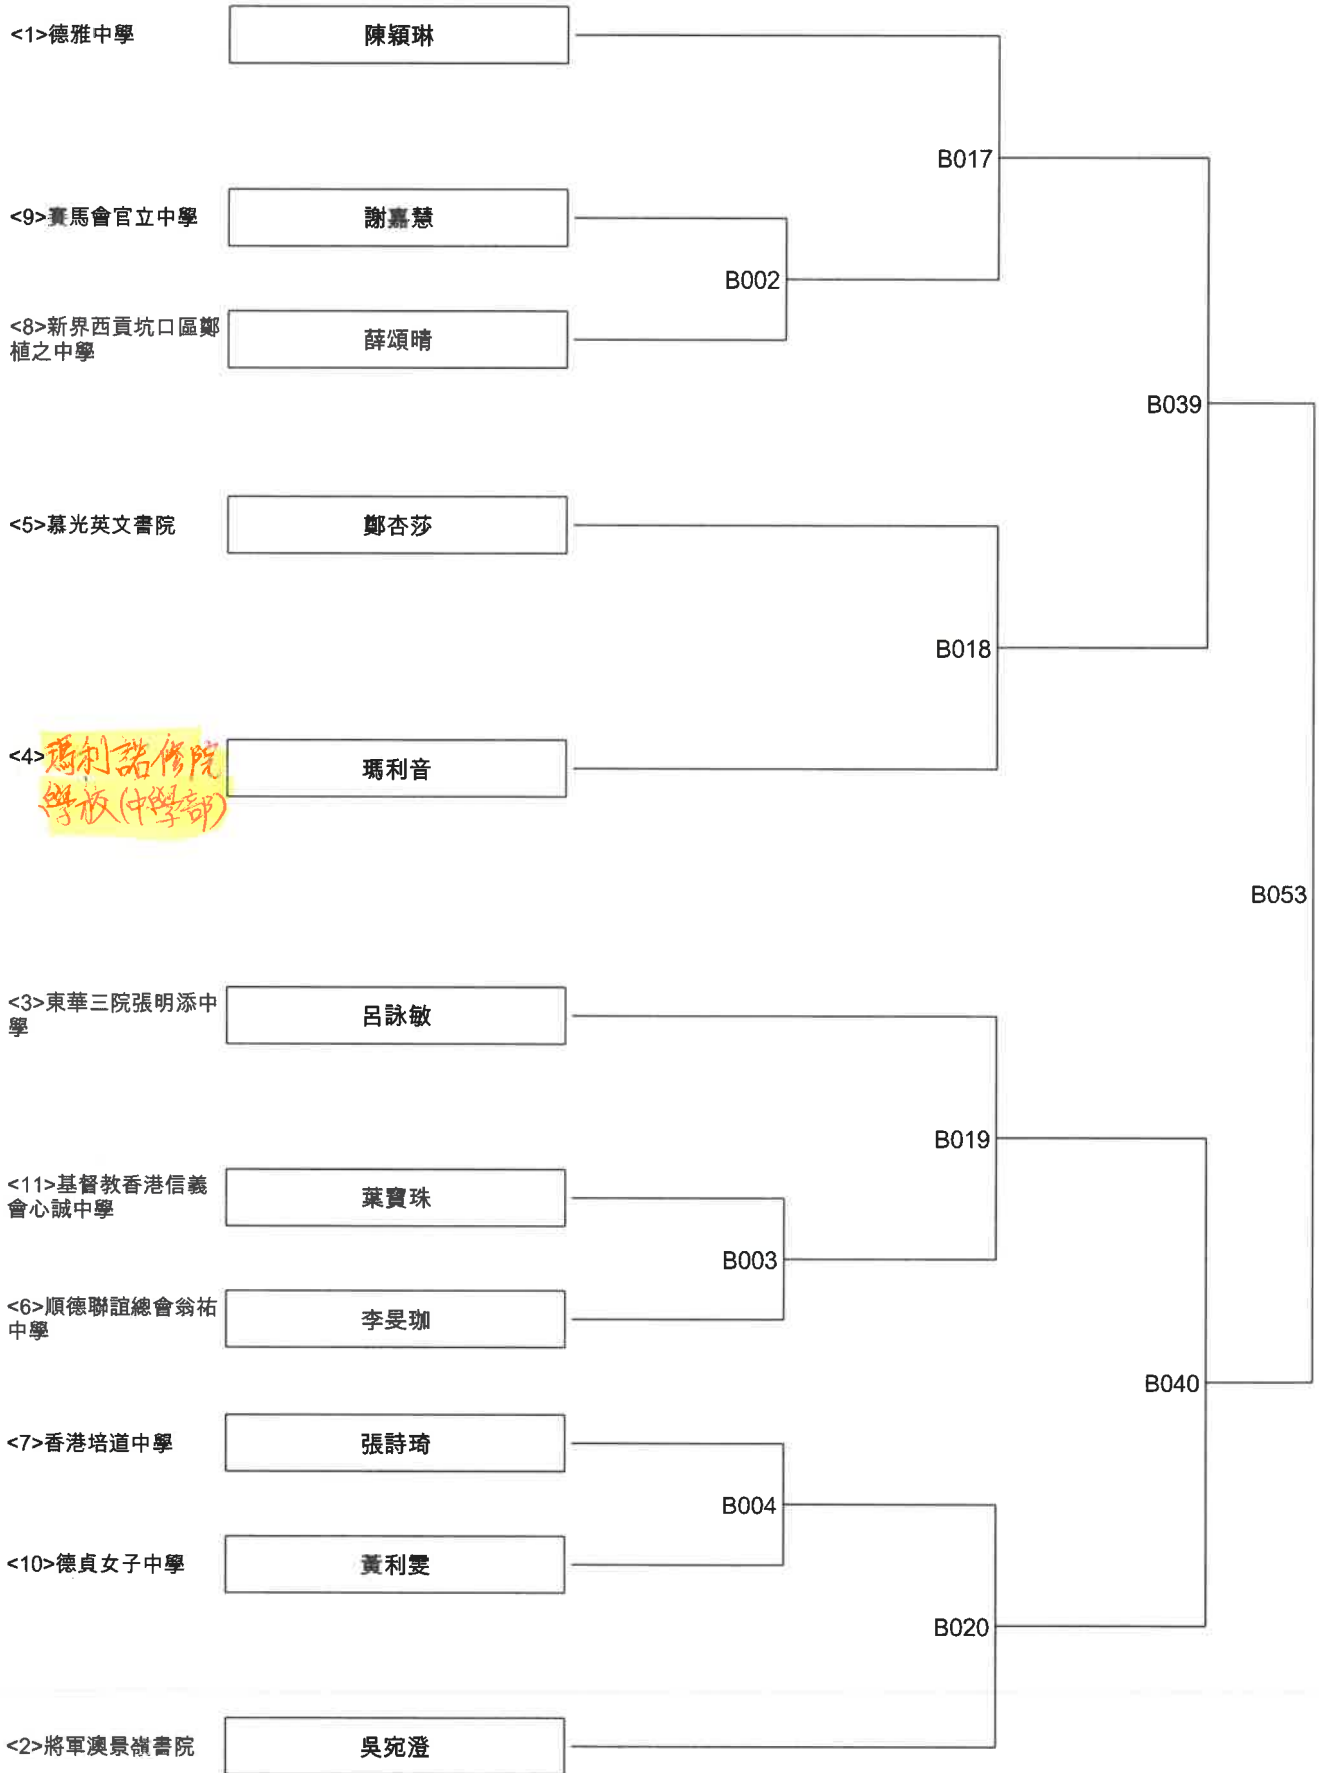 <1>德雅中學
陳穎琳
B017
<9>賽馬會官立中學
謝嘉慧
B002
<8>新界西貢坑口區鄭
植之中學
薛頌晴
B039
<5>慕光英文書院
鄭杏莎
B018
<4>瑪利諾修院
學校(中學部)
瑪利音
B053
<3>東華三院張明添中
學
呂詠敏
B019
<11>基督教香港信義
會心誠中學
葉寶珠
B003
<6>順德聯誼總會翁祐
中學
李旻珈
B040
<7>香港培道中學
張詩琦
B004
<10>德貞女子中學
黃利雯
B020
<2>將軍澳景嶺書院
吳宛澄